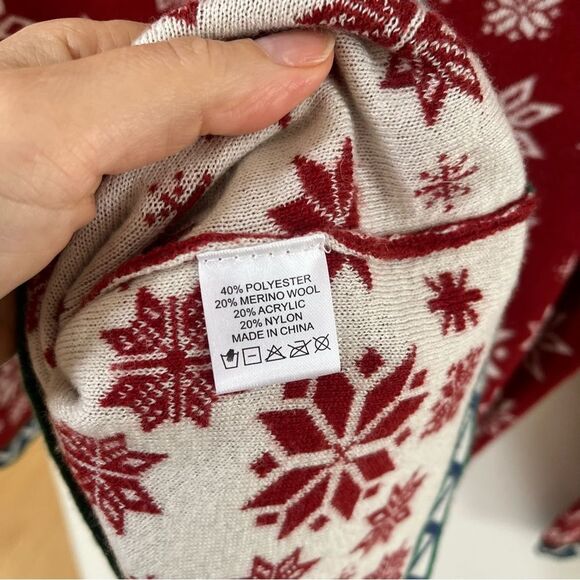 40% POLYESTER
20% MERINO WOOL
20% ACRYLIC
20% NYLON
MADE IN CHINA